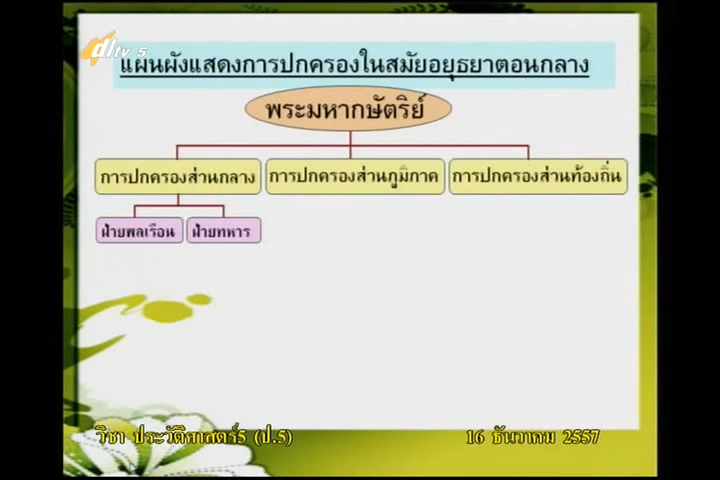 dltv 5
แผนผังแสดงการปกครองในสมัยอยุธยาตอนกลาง
พระมหากษัตริย์
การปกครองส่วนกลาง
การปกครองส่วนภูมิภาค
การปกครองส่วนท้องถิ่น
ฝ่ายพลเรือน
ฝ่ายทหาร
วิชา ประวัติศาสตร์5 (ป.5)
16 ธันวาคม 2557